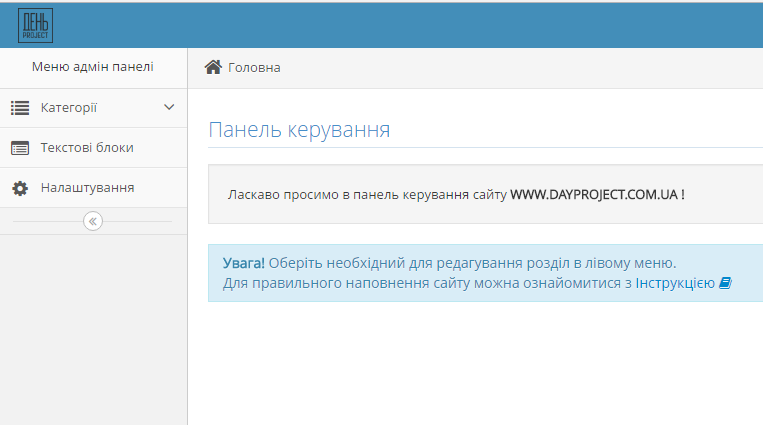 ДЕНЬ
PROJECT
Меню адмін панелі
Головна
Категорії
Текстові блоки
Налаштування
Панель керування
Ласкаво просимо в панель керування сайту WWW.DAYPROJECT.COM.UA !
Увага! Оберіть необхідний для редагування розділ в лівому меню.
Для правильного наповнення сайту можна ознайомитися з Інструкцією